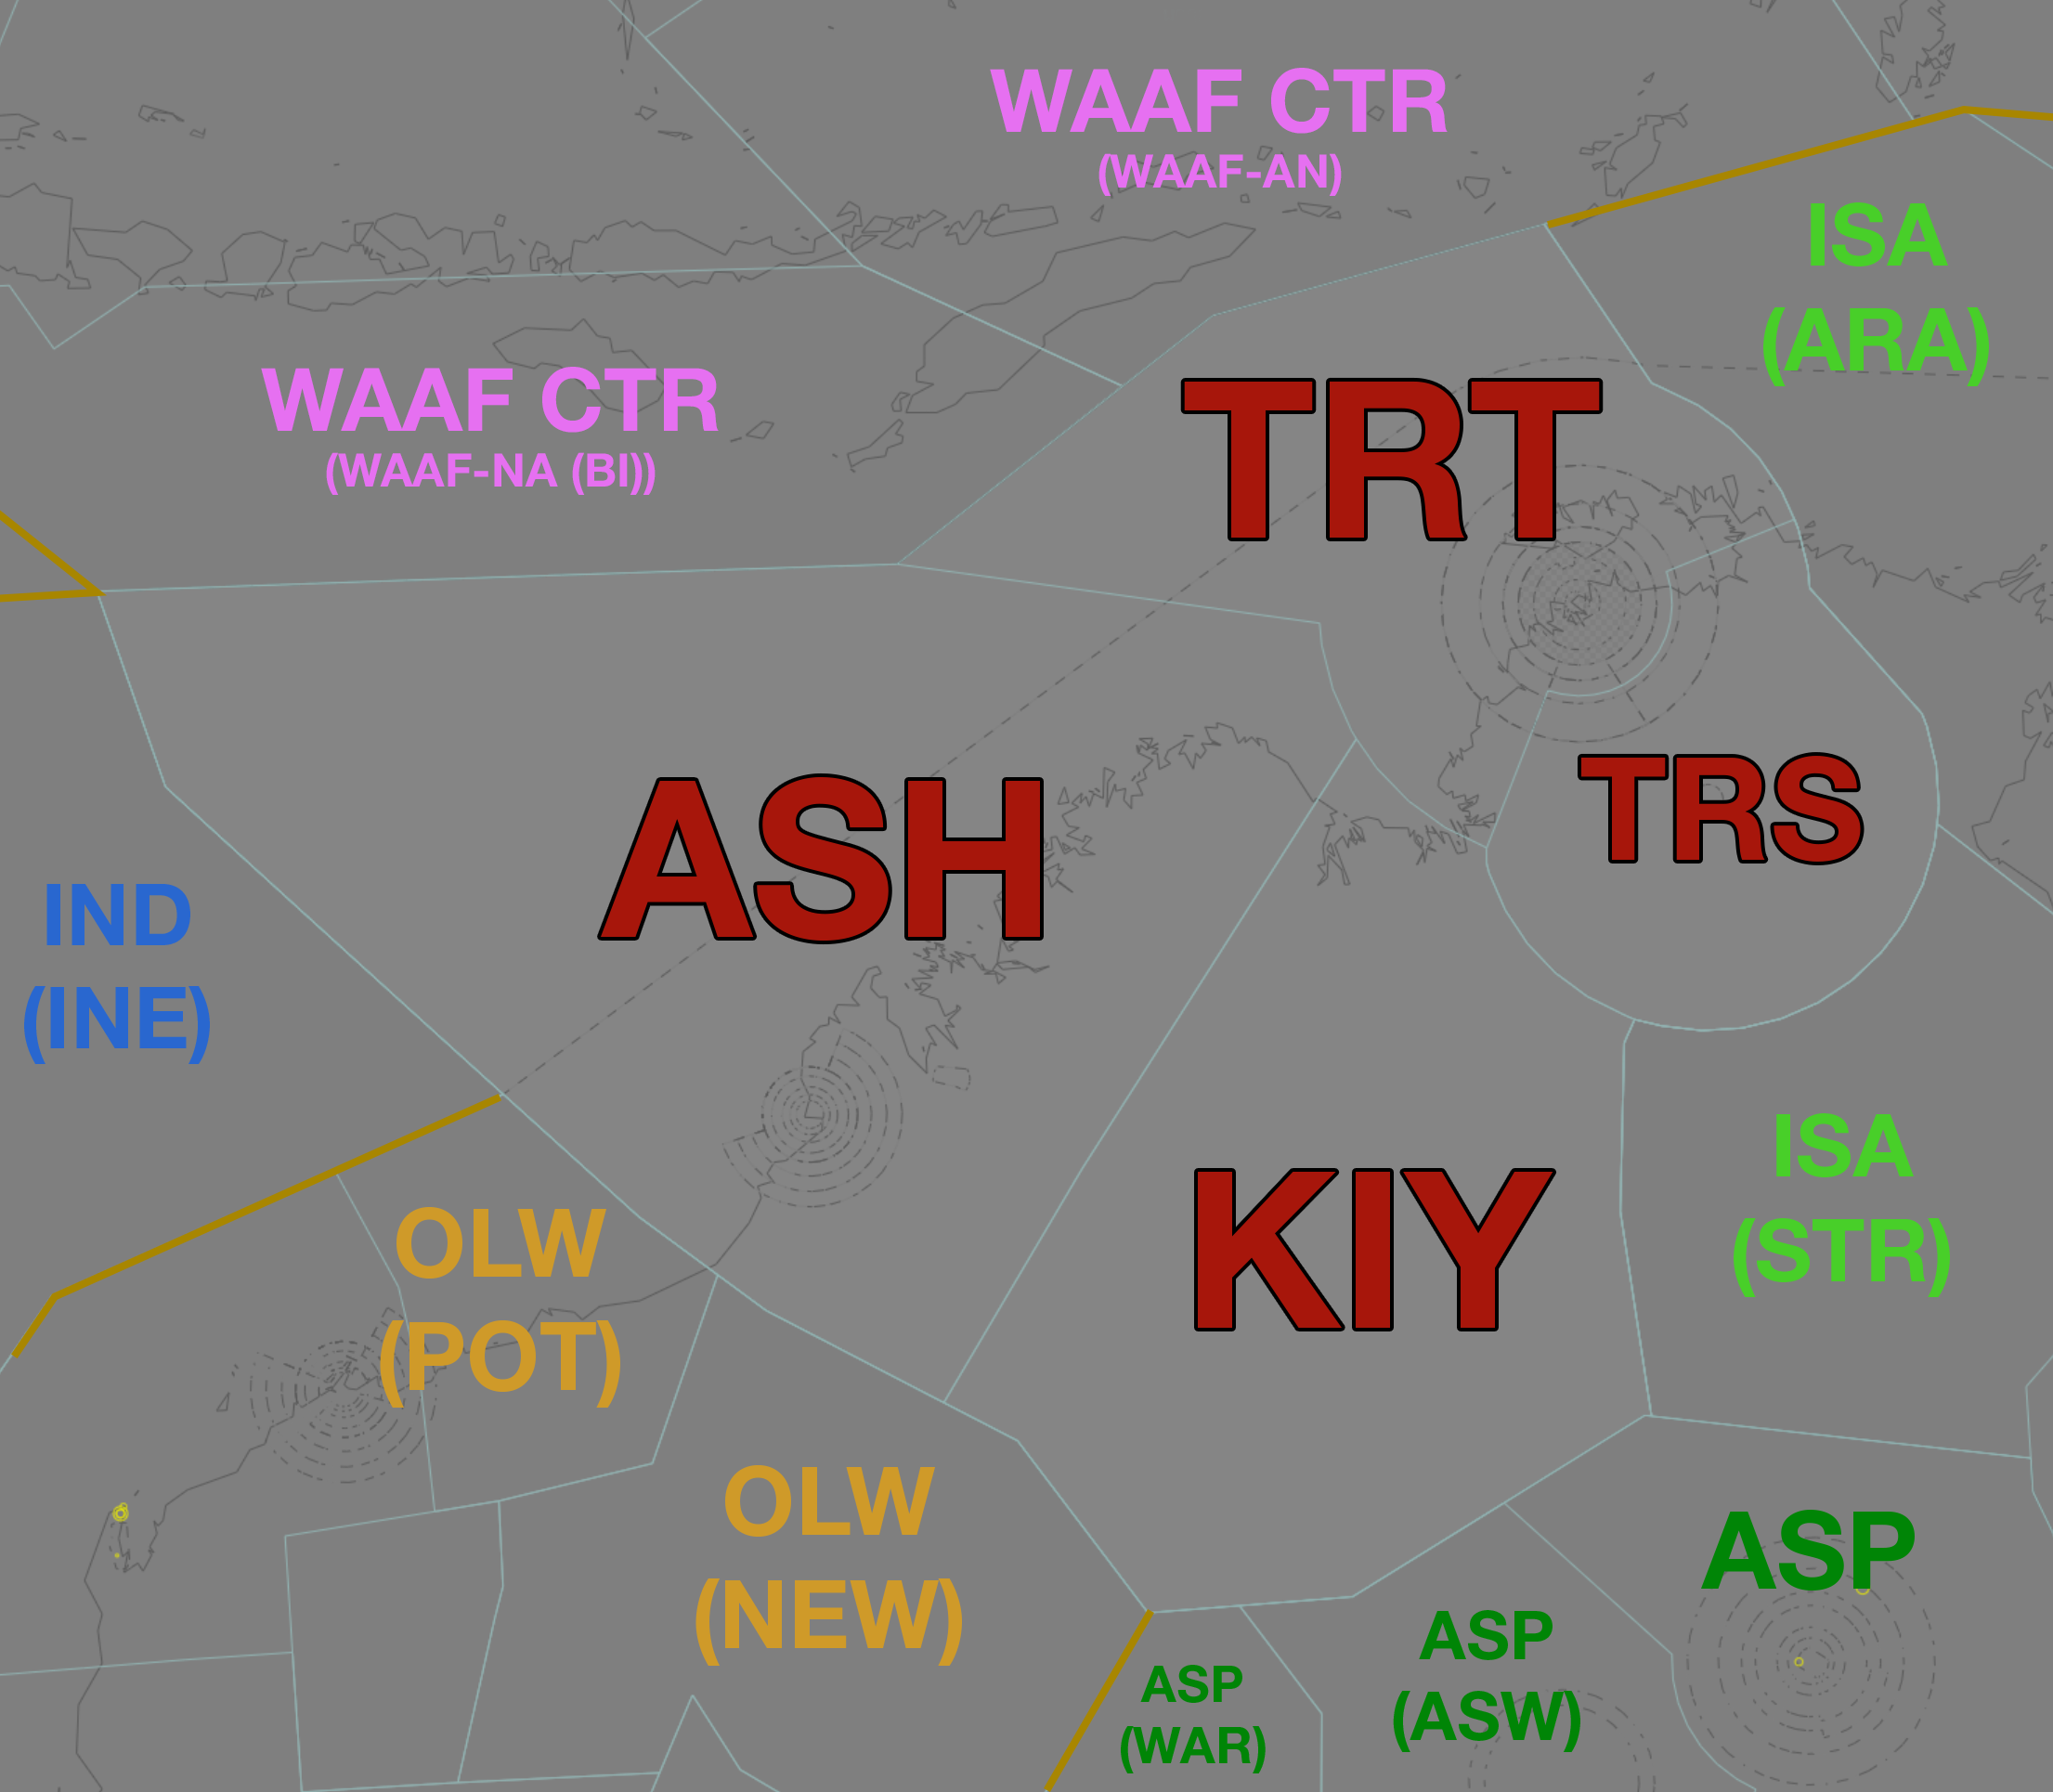 WAAF CTR
(WAAF-AN)
ISA
(ARA)
WAAF CTR
(WAAF-NA (BI))
TRT
ASH
TRS
IND
(INE)
KIY
ISA
(STR)
OLW
(POT)
OLW
(NEW)
ASP
ASP
(ASW)
ASP
(WAR)